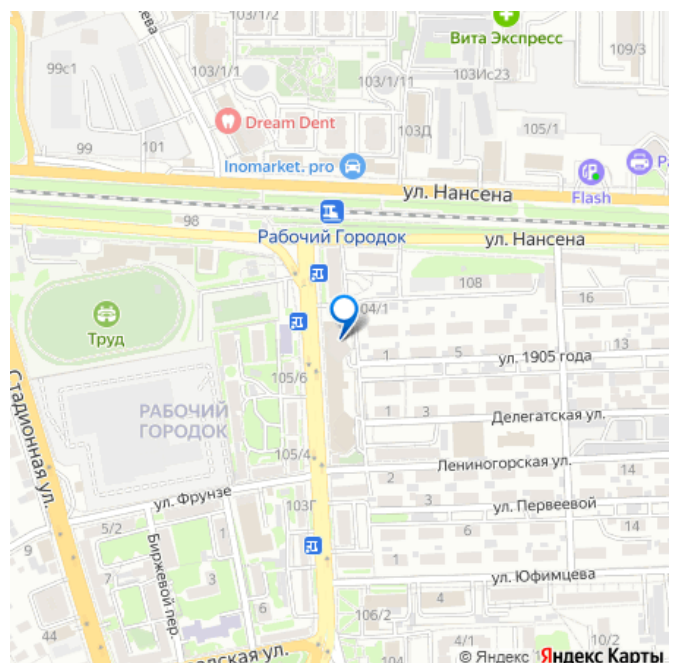 103/1/2
Вита Экспресс
109/3
99с1
103/1/1
103/1/11
103Ис23
Dream Dent
103Д
105/1
99
101
Inomarket. pro
ул. Нансена
Flash
98
Рабочий Городок
ул. Нансена
108
16
04/1
Труд
13
1
5
ул. 1905 года
105/6
Стадионная ул.
РАБОЧИЙ
ГОРОДОК
1
3
Делегатская ул.
105/4
Лениногорская ул.
14
2
ул. Фрунзе
103Г
3
ул. Первеевой
5/2
Биржевой пер.
6
14
9
7
3
1
ул. Юфимцева
6
4
106/2
44
4/1
10/2
© Яндекс
Яндекс Карты